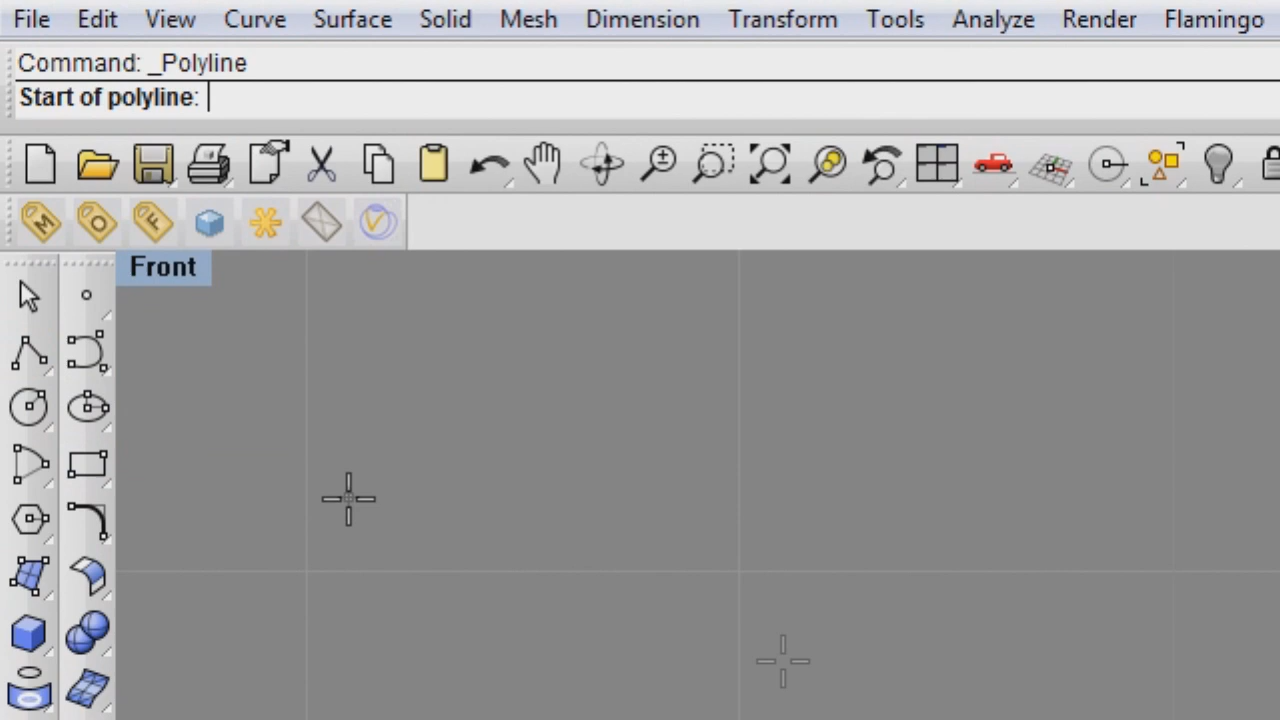 File Edit View Curve Surface Solid Mesh Dimension Transform Tools Analyze Render Flamingo
Command: _Polyline
Start of polyline:
M O F
Front